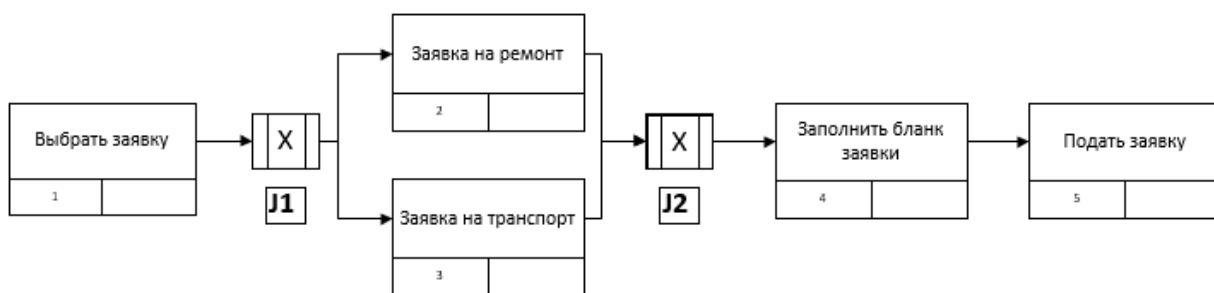 Выбрать заявку
1
X
J1
Заявка на ремонт
2
Заявка на транспорт
3
X
J2
Заполнить бланк
заявки
4
Подать заявку
5